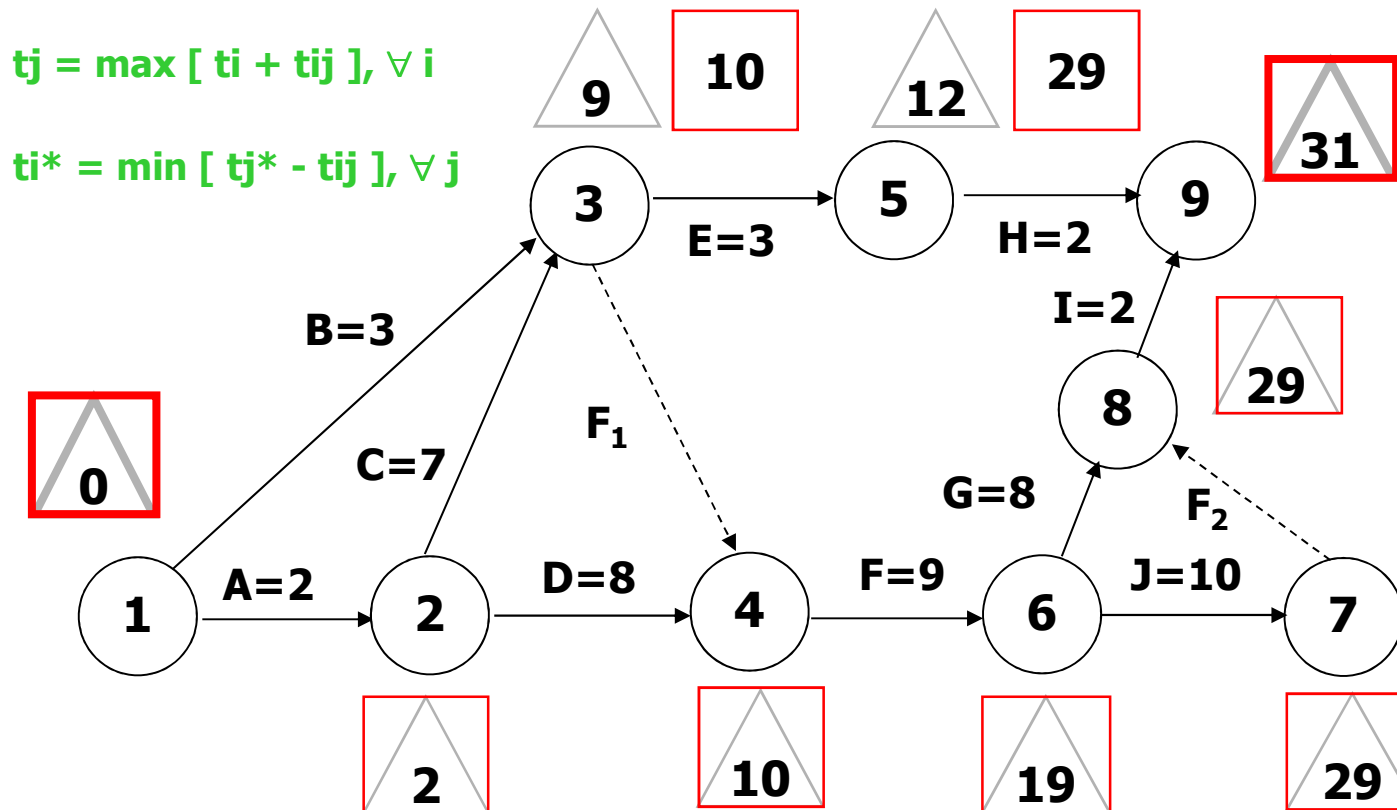 tj = max [ ti + tij ], ∀ i
9
10
12
29
31
ti* = min [ tj* - tij ], ∀ j
3
5
9
E=3
H=2
B=3
I=2
29
0
F1
8
C=7
G=8
F2
A=2
D=8
F=9
J=10
1
2
4
6
7
2
10
19
29